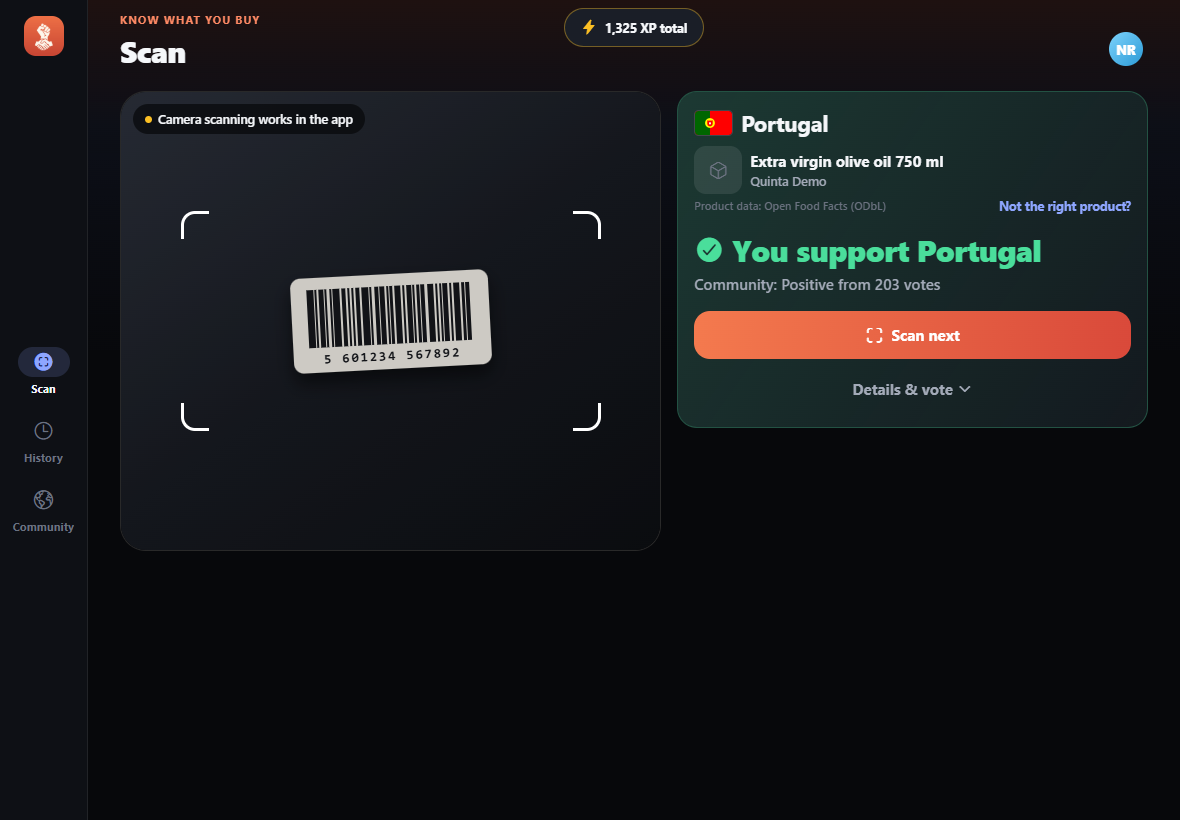 KNOW WHAT YOU BUY
Scan
1,325 XP total
NR
Camera scanning works in the app
5 601234 567892
Portugal
Extra virgin olive oil 750 ml
Quinta Demo
Product data: Open Food Facts (ODbL)
Not the right product?
You support Portugal
Community: Positive from 203 votes
Scan next
Details & vote
Scan
History
Community